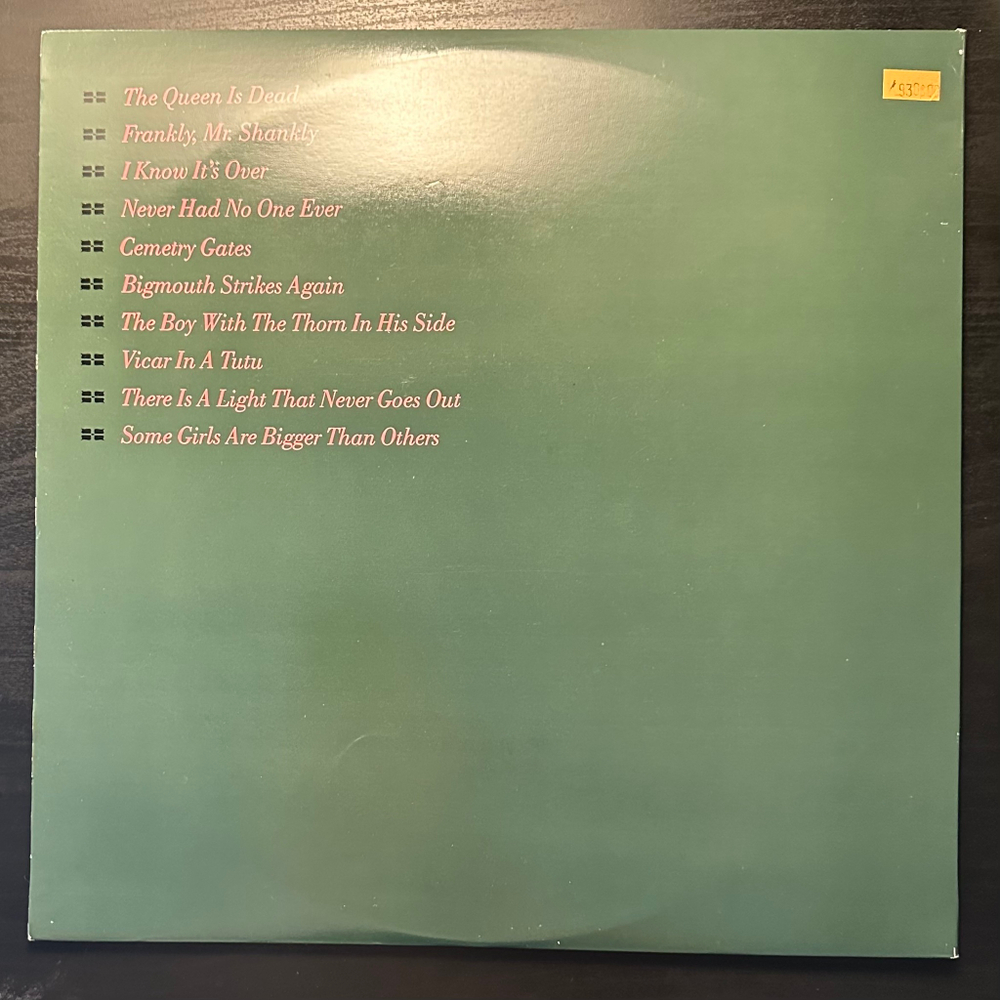 The Queen Is Dead
Frankly, Mr. Shankly
I Know It's Over
Never Had No One Ever
Cemetry Gates
Bigmouth Strikes Again
The Boy With The Thorn In His Side
Vicar In A Tutu
There Is A Light That Never Goes Out
Some Girls Are Bigger Than Others